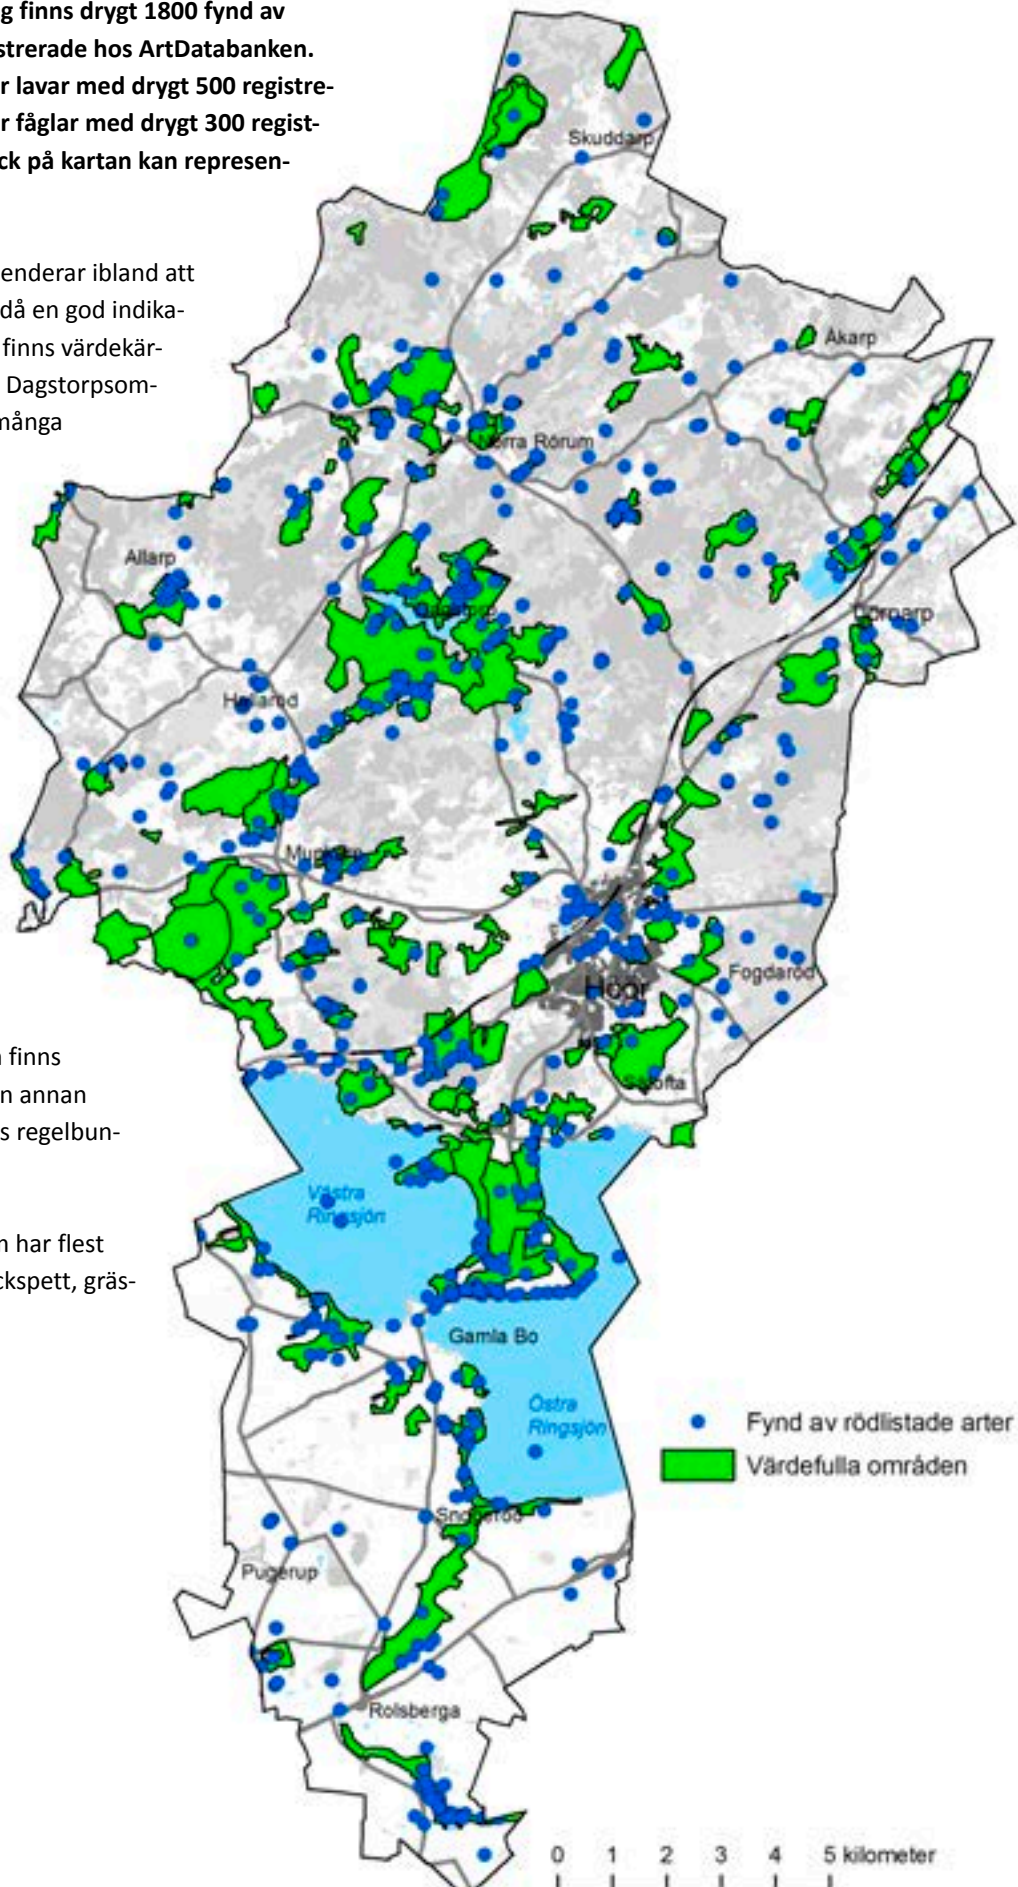 g finns drygt 1800 fynd av
strerade hos ArtDatabanken.
r lavar med drygt 500 registre-
r fåglar med drygt 300 regist-
ck på kartan kan represen-
enderar ibland att
då en god indika-
finns värdekär-
Dagstorpsom-
många
finns
n annan
s regelbun-
n har flest
ckspett, gräs-
Skuddarp
Åkarp
Norra Rörum
Allarp
Dagstorp
Hallaröd
Munkarp
Höör
Fogdaröd
Sätofta
Västra
Ringsjön
Gamla Bo
Östra
Ringsjön
Fynd av rödlistade arter
Värdefulla områden
Snogeröd
Pugerup
Rolsberga
0 1 2 3 4 5 kilometer